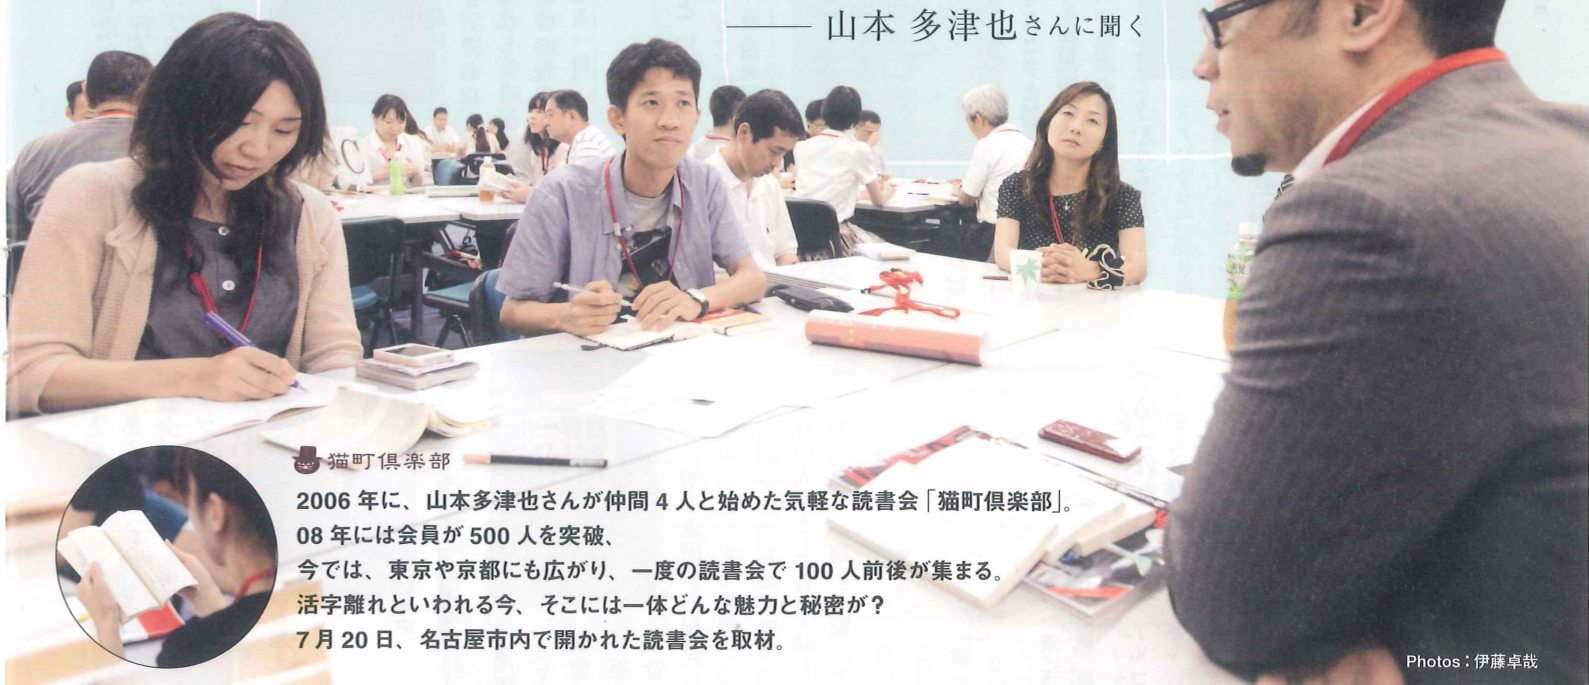 山本 多津也さんに聞く
C
猫町倶楽部
2006 年に、山本多津也さんが仲間 4 人と始めた気軽な読書会「猫町倶楽部」。
08 年には会員が 500 人を突破、
今では、東京や京都にも広がり、一度の読書会で 100 人前後が集まる。
活字離れといわれる今、そこには一体どんな魅力と秘密が？
7 月 20 日、名古屋市内で開かれた読書会を取材。
Photos：伊藤卓哉